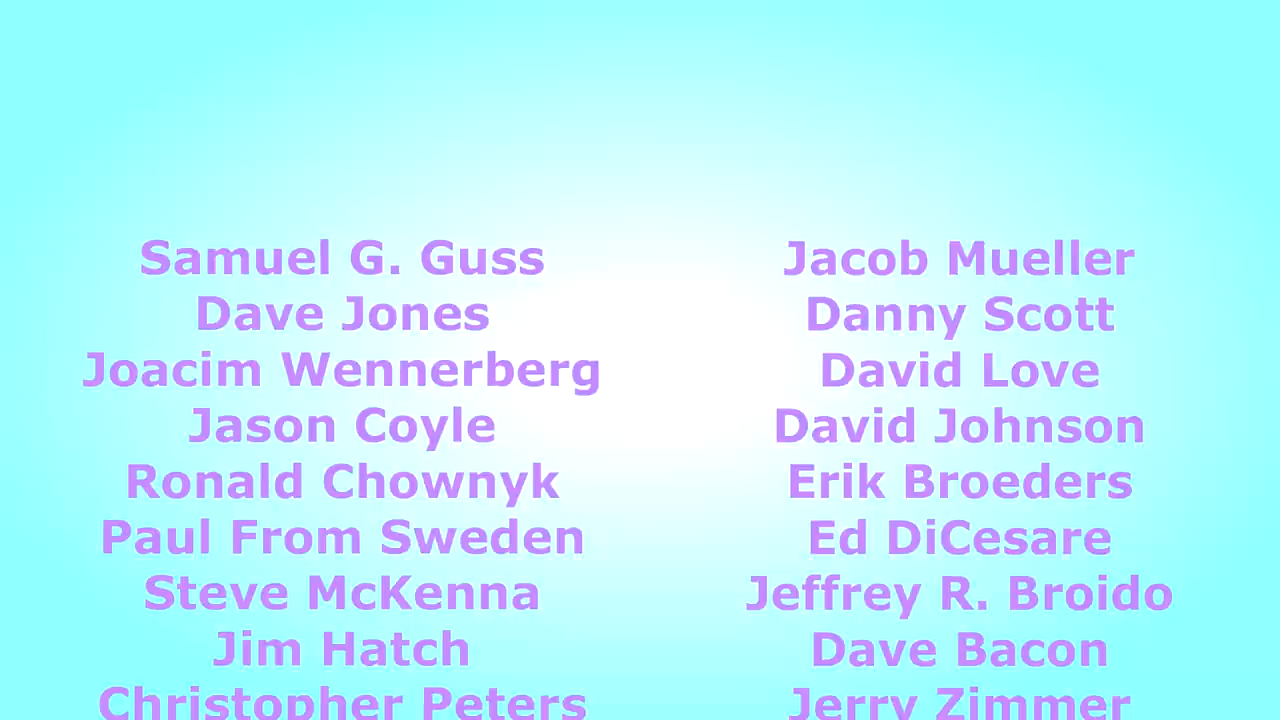 Samuel G. Guss
Dave Jones
Joacim Wennerberg
Jason Coyle
Ronald Chownyk
Paul From Sweden
Steve McKenna
Jim Hatch
Christopher Peters
Jacob Mueller
Danny Scott
David Love
David Johnson
Erik Broeders
Ed DiCesare
Jeffrey R. Broido
Dave Bacon
Jerry Zimmer